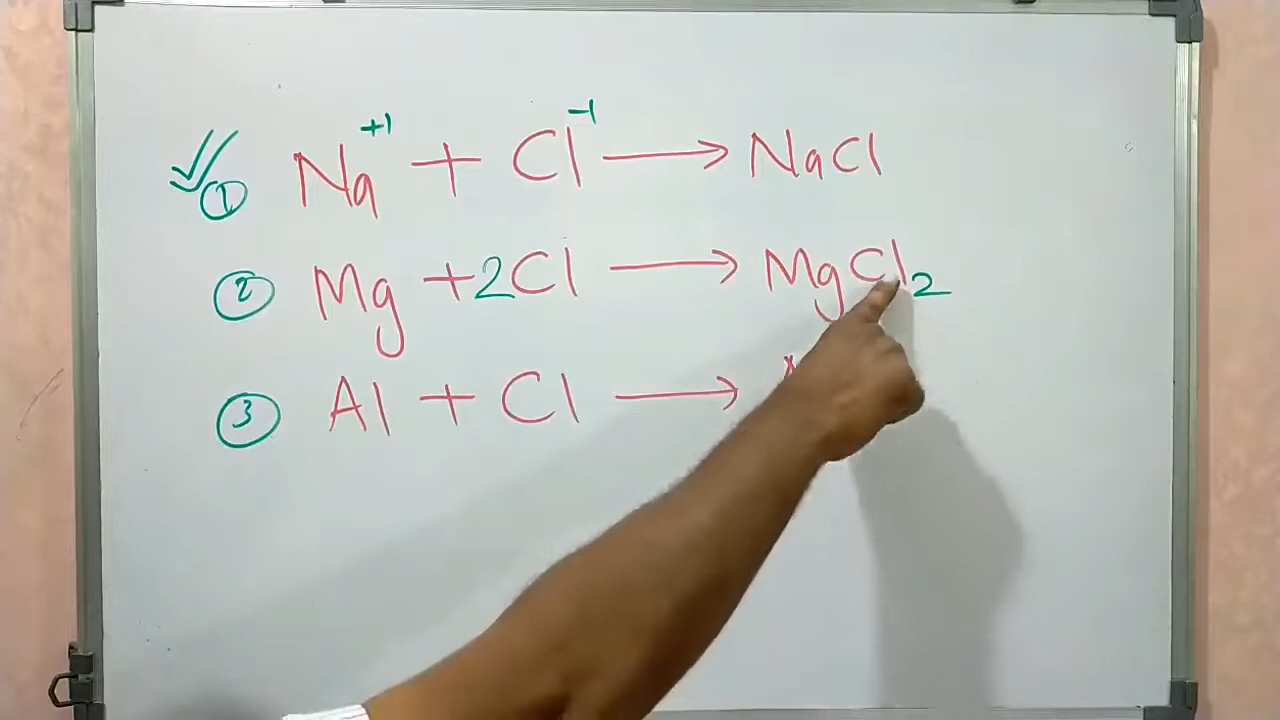 ① Na⁺¹ + Cl⁻¹ → NaCl
② Mg + 2Cl → MgCl₂
③ Al + Cl →